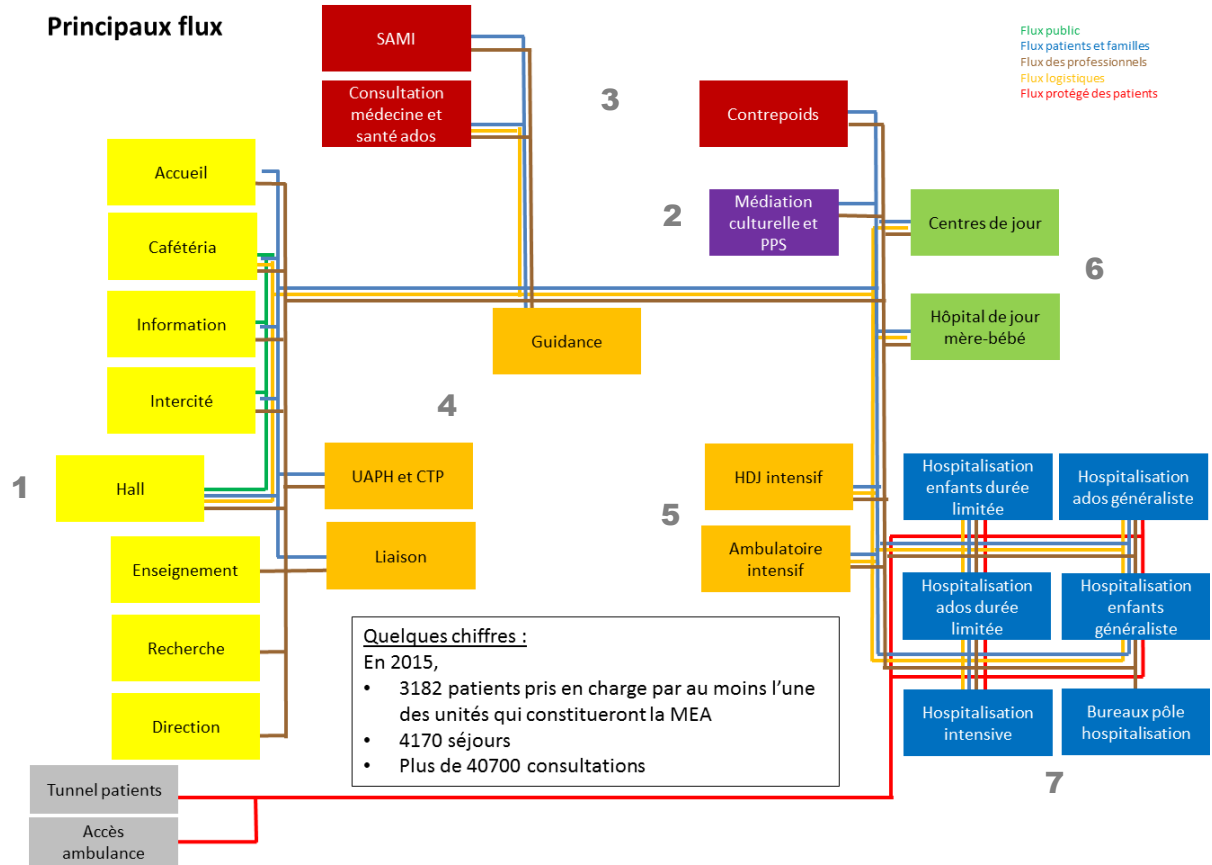 Principaux flux
Flux public
Flux patients et familles
Flux des professionnels
Flux logistiques
Flux protégé des patients
SAMI
Consultation
médecine et
santé ados
3
Contrepoids
Accueil
2
Médiation
culturelle et
PPS
Centres de jour
Cafétéria
6
Information
Guidance
Hôpital de jour
mère-bébé
Intercité
4
1
Hall
UAPH et CTP
HDJ intensif
5
Hospitalisation
enfants durée
limitée
Hospitalisation
ados généraliste
Enseignement
Liaison
Ambulatoire
intensif
Hospitalisation
ados durée
limitée
Hospitalisation
enfants
généraliste
Recherche
Direction
Quelques chiffres :
En 2015,
• 3182 patients pris en charge par au moins l’une
des unités qui constitueront la MEA
• 4170 séjours
• Plus de 40700 consultations
Hospitalisation
intensive
Bureaux pôle
hospitalisation
7
Tunnel patients
Accès
ambulance